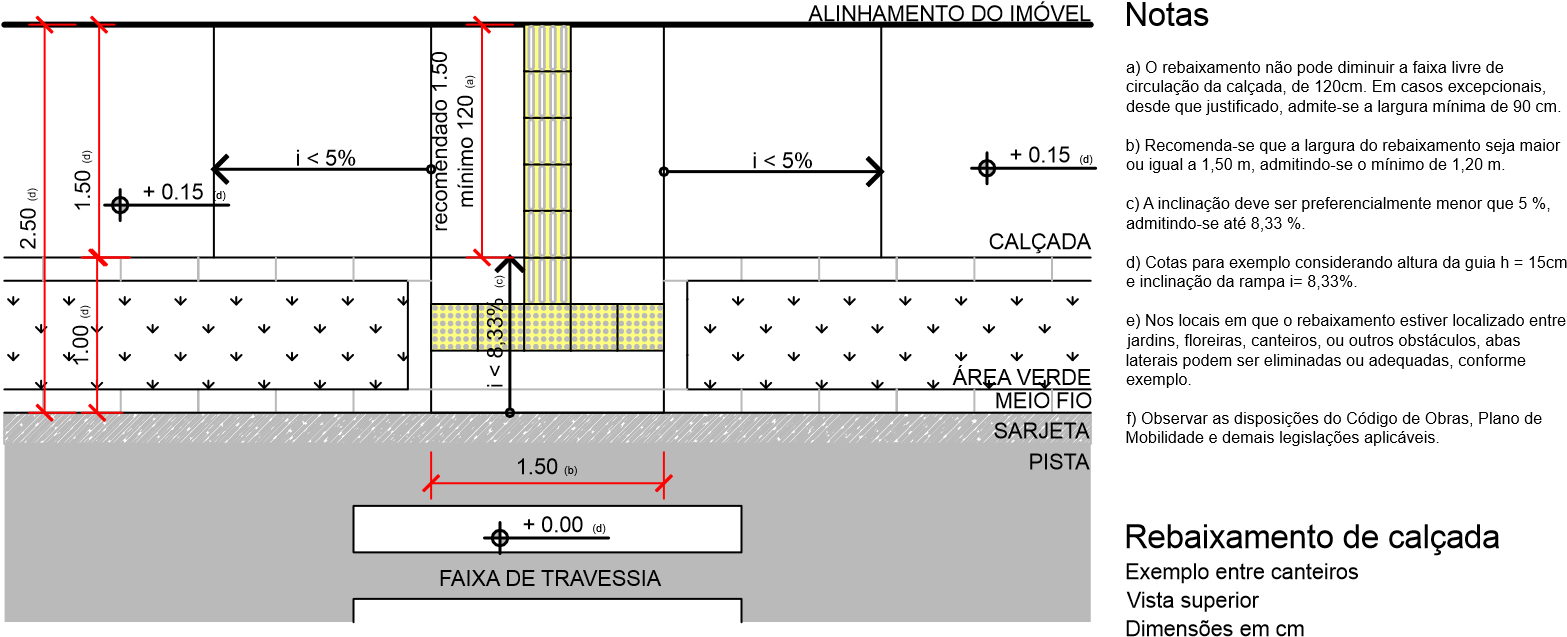 ALINHAMENTO DO IMÓVEL
recomendado 1.50
mínimo 120 (a)
i < 5%
i < 5%
+ 0.15 (d)
+ 0.15 (d)
1.50 (d)
2.50 (d)
CALÇADA
1.00 (d)
i < 8,33% (c)
ÁREA VERDE
MEIO FIO
SARJETA
PISTA
1.50 (b)
+ 0.00 (d)
FAIXA DE TRAVESSIA
Notas
a) O rebaixamento não pode diminuir a faixa livre de
circulação da calçada, de 120cm. Em casos excepcionais,
desde que justificado, admite-se a largura mínima de 90 cm.
b) Recomenda-se que a largura do rebaixamento seja maior
ou igual a 1,50 m, admitindo-se o mínimo de 1,20 m.
c) A inclinação deve ser preferencialmente menor que 5 %,
admitindo-se até 8,33 %.
d) Cotas para exemplo considerando altura da guia h = 15cm
e inclinação da rampa i= 8,33%.
e) Nos locais em que o rebaixamento estiver localizado entre
jardins, floreiras, canteiros, ou outros obstáculos, abas
laterais podem ser eliminadas ou adequadas, conforme
exemplo.
f) Observar as disposições do Código de Obras, Plano de
Mobilidade e demais legislações aplicáveis.
Rebaixamento de calçada
Exemplo entre canteiros
Vista superior
Dimensões em cm